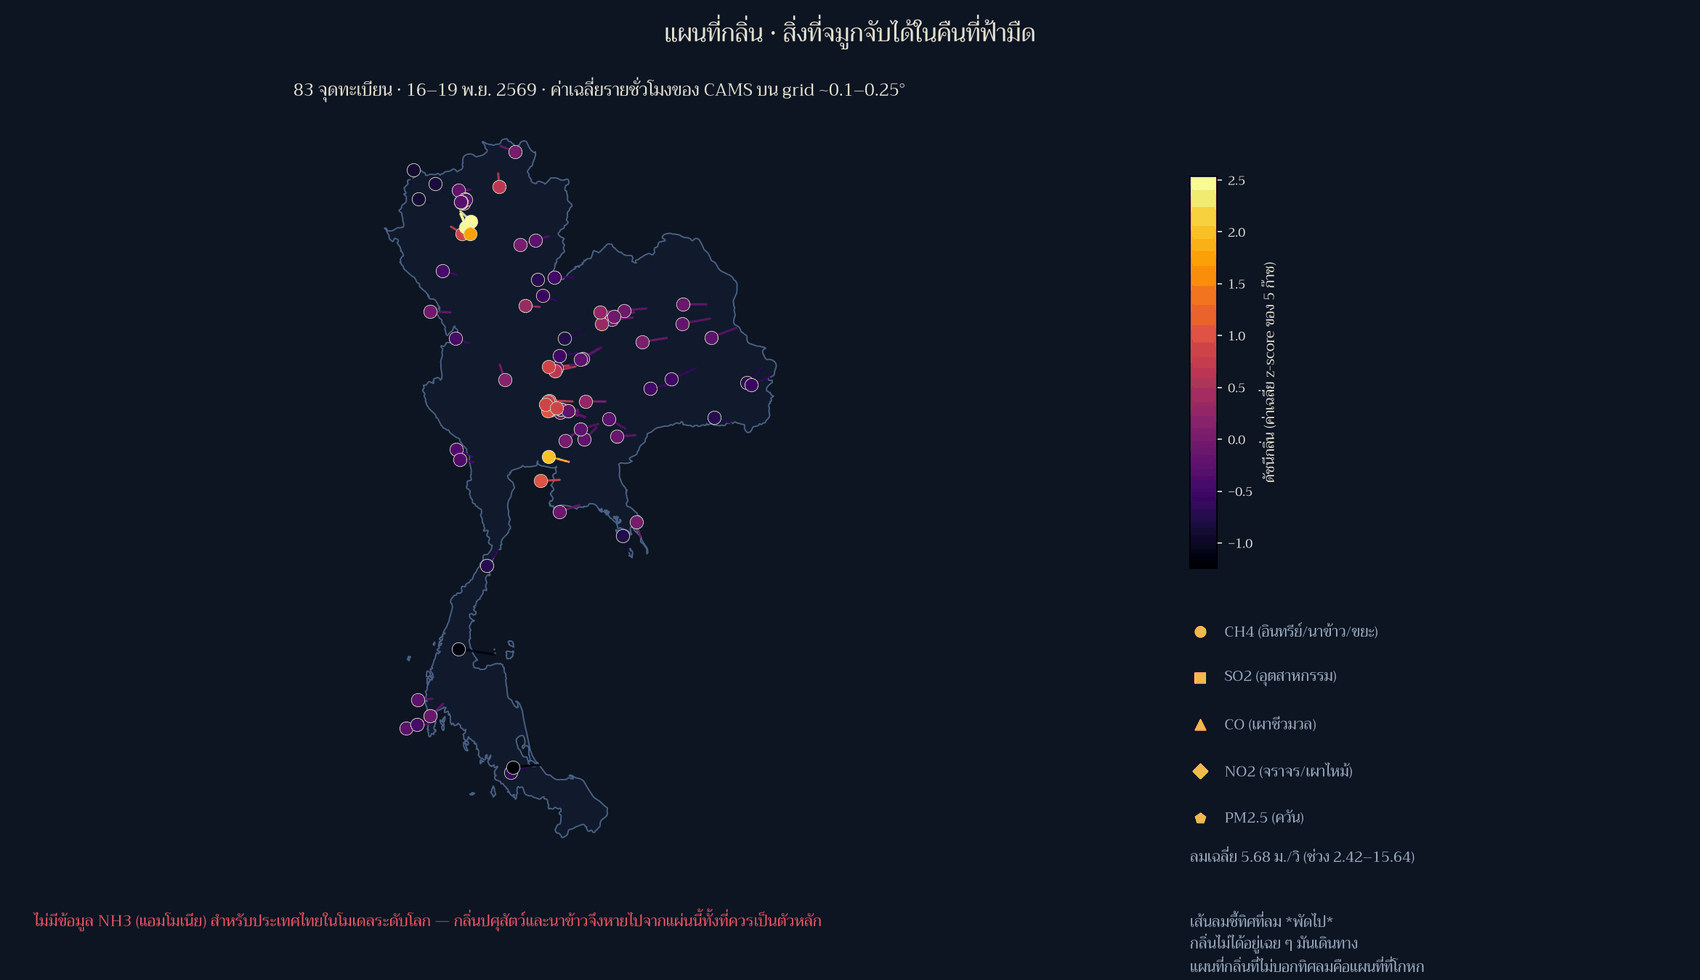 แผนที่กลิ่น · สิ่งที่จมูกจับได้ในคืนที่ฟ้ามืด
83 จุดทะเบียน · 16–19 พ.ย. 2569 · ค่าเฉลี่ยรายชั่วโมงของ CAMS บน grid ~0.1–0.25°
2.5
2.0
1.5
1.0
0.5
0.0
−0.5
−1.0
ดัชนีกลิ่น (ค่าเฉลี่ย z-score ของ 5 ก๊าซ)
CH4 (อินทรีย์/นาข้าว/ขยะ)
SO2 (อุตสาหกรรม)
CO (เผาชีวมวล)
NO2 (จราจร/เผาไหม้)
PM2.5 (ควัน)
ลมเฉลี่ย 5.68 ม./วิ (ช่วง 2.42–15.64)
ไม่มีข้อมูล NH3 (แอมโมเนีย) สำหรับประเทศไทยในโมเดลระดับโลก — กลิ่นปศุสัตว์และนาข้าวจึงหายไปจากแผ่นนี้ทั้งที่ควรเป็นตัวหลัก
เส้นลมชี้ทิศที่ลม *พัดไป*
กลิ่นไม่ได้อยู่เฉย ๆ มันเดินทาง
แผนที่กลิ่นที่ไม่บอกทิศลมคือแผนที่ที่โกหก